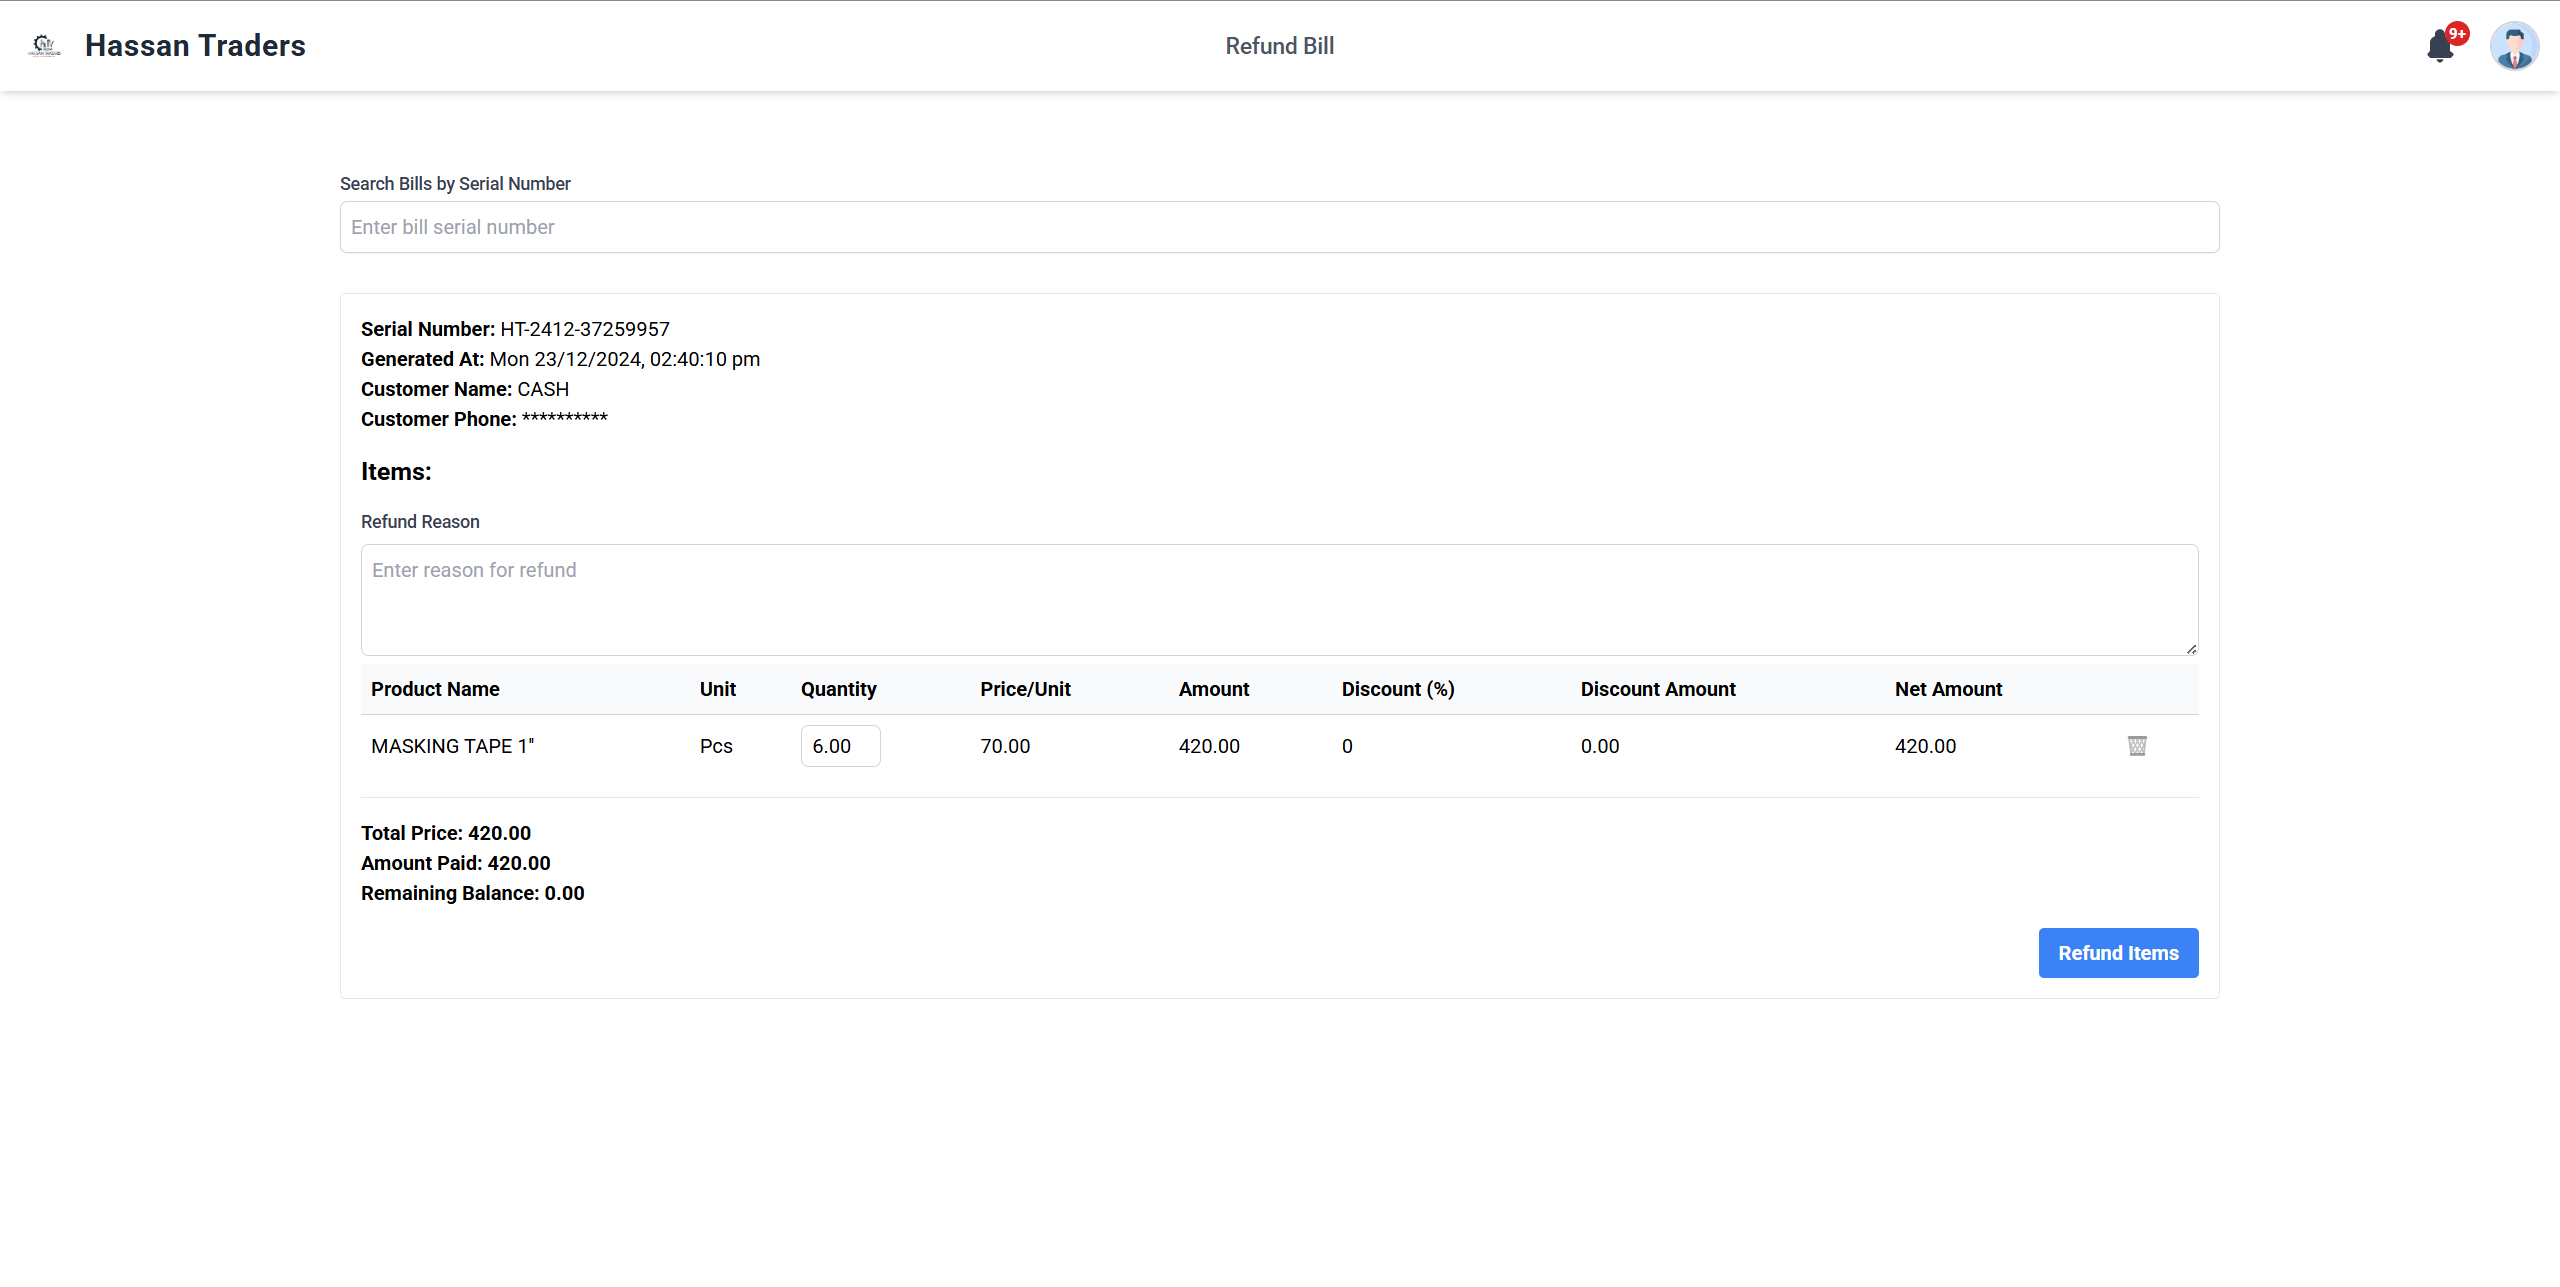 Hassan Traders
Refund Bill
9+
Search Bills by Serial Number
Enter bill serial number
Serial Number: HT-2412-37259957
Generated At: Mon 23/12/2024, 02:40:10 pm
Customer Name: CASH
Customer Phone: **********
Items:
Refund Reason
Enter reason for refund
Product Name Unit Quantity Price/Unit Amount Discount (%) Discount Amount Net Amount
MASKING TAPE 1" Pcs 6.00 70.00 420.00 0 0.00 420.00
Total Price: 420.00
Amount Paid: 420.00
Remaining Balance: 0.00
Refund Items